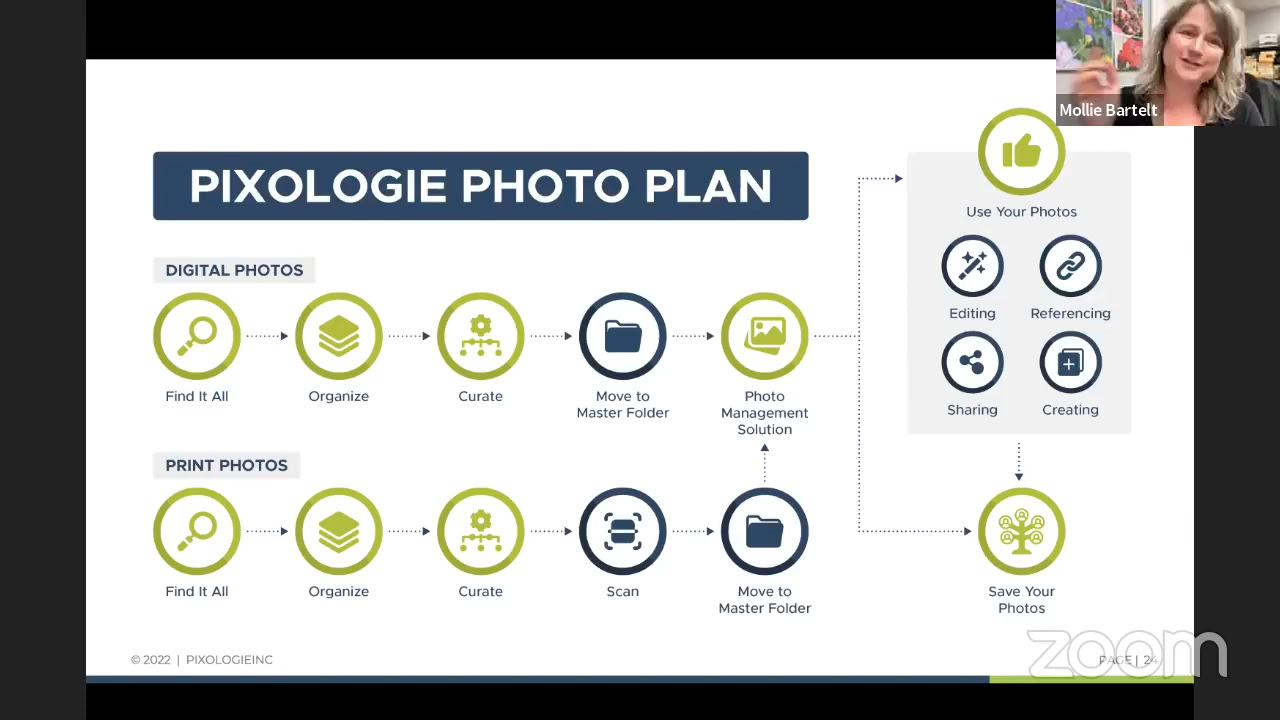 Mollie Bartelt
PIXOLOGIE PHOTO PLAN
Use Your Photos
DIGITAL PHOTOS
Editing
Referencing
Find It All
Organize
Curate
Move to
Master Folder
Photo
Management
Solution
Sharing
Creating
PRINT PHOTOS
Find It All
Organize
Curate
Scan
Move to
Master Folder
Save Your
Photos
© 2022 | PIXOLOGIEINC
PAGE | 24
zoom